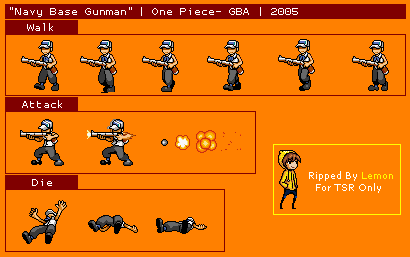 "Navy Base Gunman" | One Piece- GBA | 2005
Walk
Attack
Ripped By Lemon
For TSR Only
Die